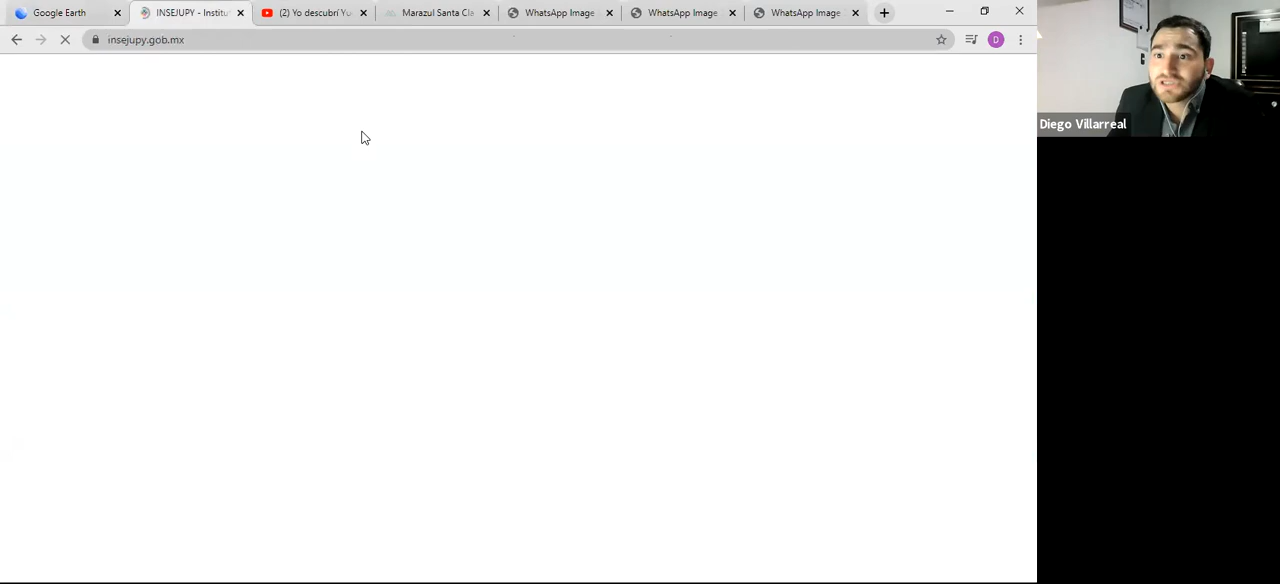 Google Earth
INSEJUPY - Institu
(2) Yo descubrí Yu
Marazul Santa Cla
WhatsApp Image
WhatsApp Image
WhatsApp Image
insejupy.gob.mx
D
Diego Villarreal